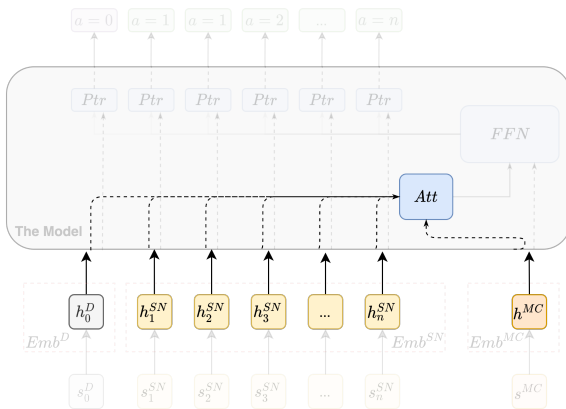 a = 0 a = 1 a = 1 a = 2 ... a = n
Ptr Ptr Ptr Ptr ... Ptr
FFN
Att
The Model
h_0^D h_1^{SN} h_2^{SN} h_3^{SN} ... h_n^{SN} h^{MC}
Emb^D Emb^{SN} Emb^{MC}
s_0^D s_1^{SN} s_2^{SN} s_3^{SN} ... s_n^{SN} s^{MC}